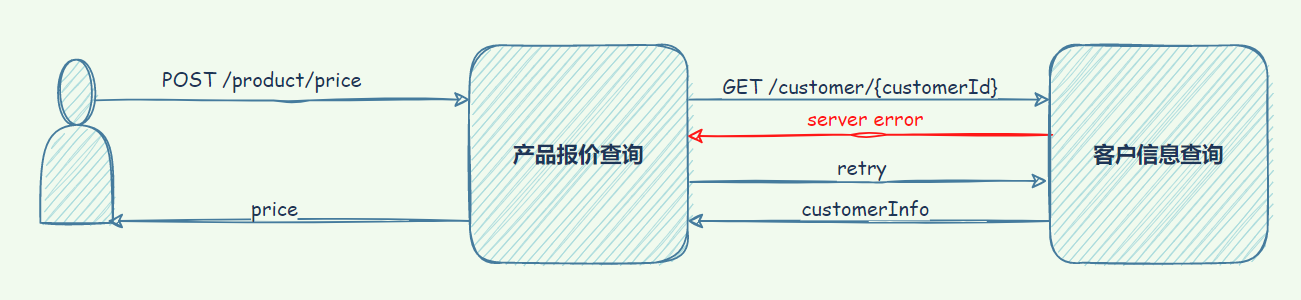 POST /product/price
GET /customer/{customerId}
server error
产品报价查询
客户信息查询
retry
price
customerInfo